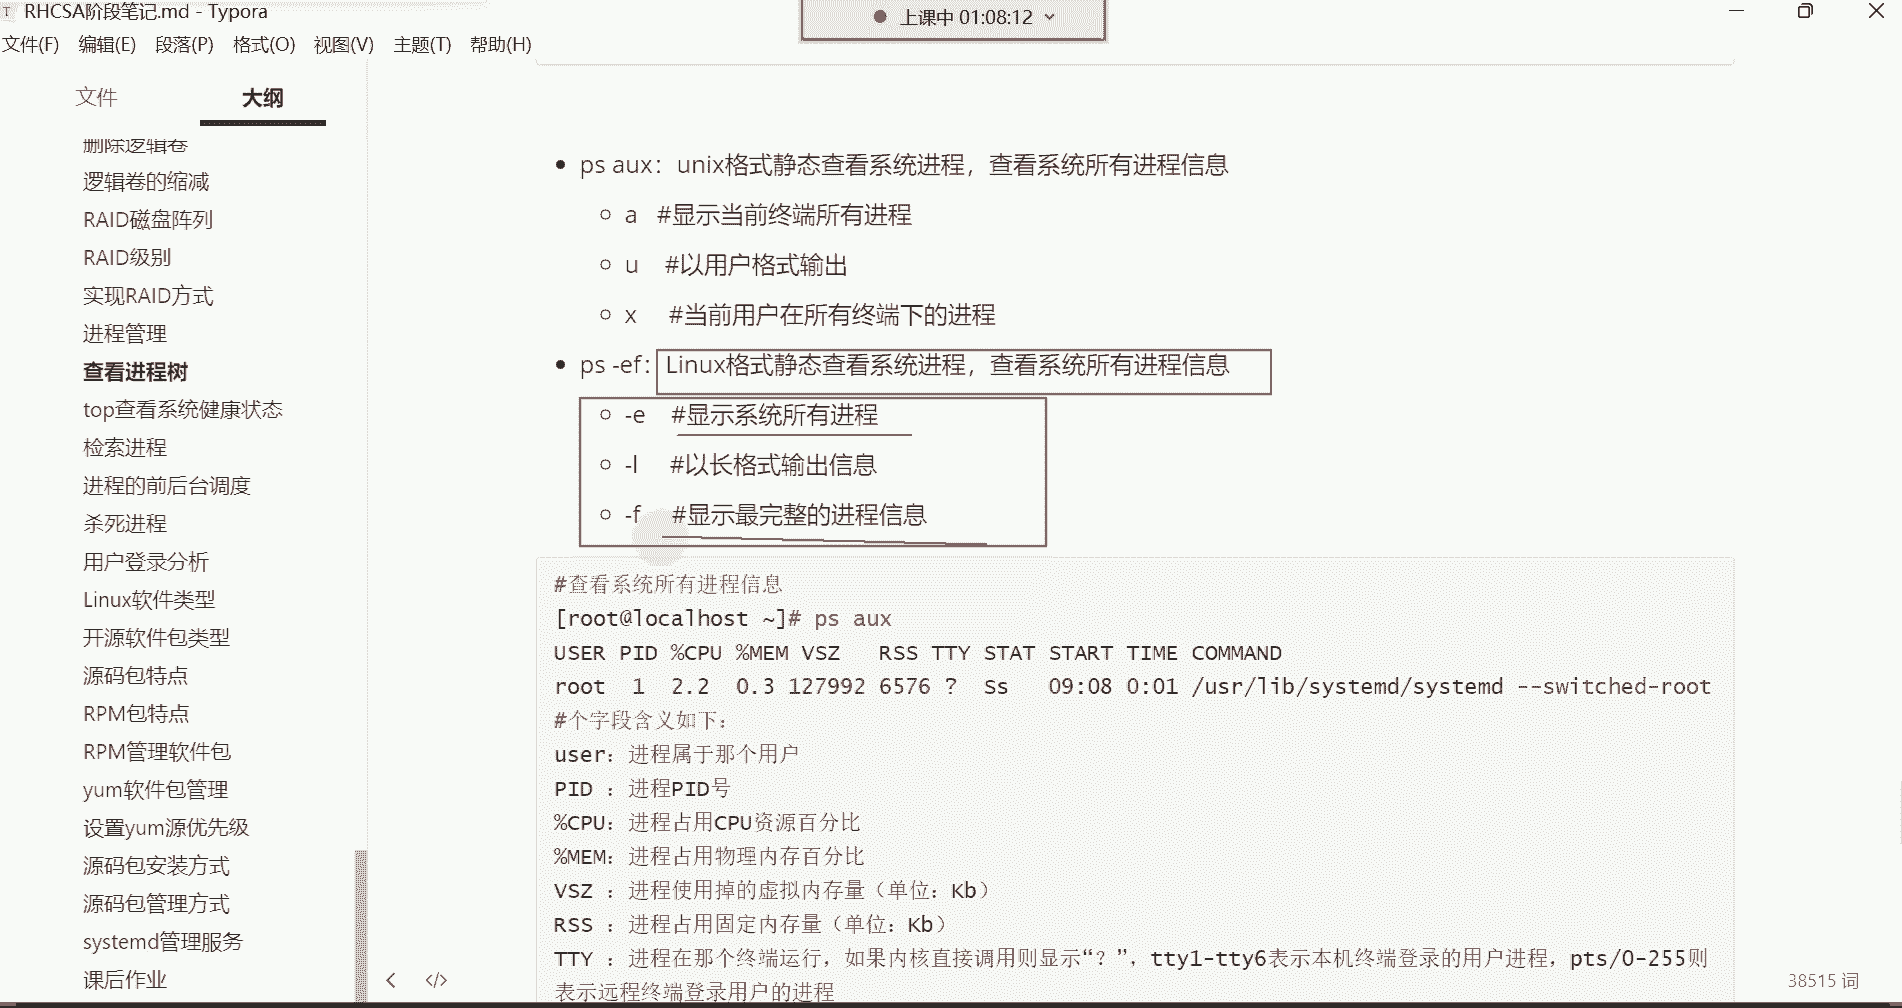 RHCSA阶段笔记.md - Typora
上课中 01:08:12
文件(F) 编辑(E) 段落(P) 格式(O) 视图(V) 主题(T) 帮助(H)
文件 大纲
删除逻辑卷
逻辑卷的缩减
RAID磁盘阵列
RAID级别
实现RAID方式
进程管理
查看进程树
top查看系统健康状态
检索进程
进程的前后台调度
杀死进程
用户登录分析
Linux软件类型
开源软件包类型
源码包特点
RPM包特点
RPM管理软件包
yum软件包管理
设置yum源优先级
源码包安装方式
源码包管理方式
systemd管理服务
课后作业
ps aux：unix格式静态查看系统进程，查看系统所有进程信息
a #显示当前终端所有进程
u #以用户格式输出
x #当前用户在所有终端下的进程
ps -ef：Linux格式静态查看系统进程，查看系统所有进程信息
-e #显示系统所有进程
-l #以长格式输出信息
-f #显示最完整的进程信息
#查看系统所有进程信息
[root@localhost ~]# ps aux
USER PID %CPU %MEM VSZ RSS TTY STAT START TIME COMMAND
root 1 2.2 0.3 127992 6576 ? Ss 09:08 0:01 /usr/lib/systemd/systemd --switched-root
#个字段含义如下：
user：进程属于那个用户
PID ：进程PID号
%CPU：进程占用CPU资源百分比
%MEM：进程占用物理内存百分比
VSZ ：进程使用掉的虚拟内存量（单位：Kb）
RSS ：进程占用固定内存量（单位：Kb）
TTY ：进程在那个终端运行，如果内核直接调用则显示“？”，tty1-tty6表示本机终端登录的用户进程，pts/0-255则
表示远程终端登录用户的进程
38515 词